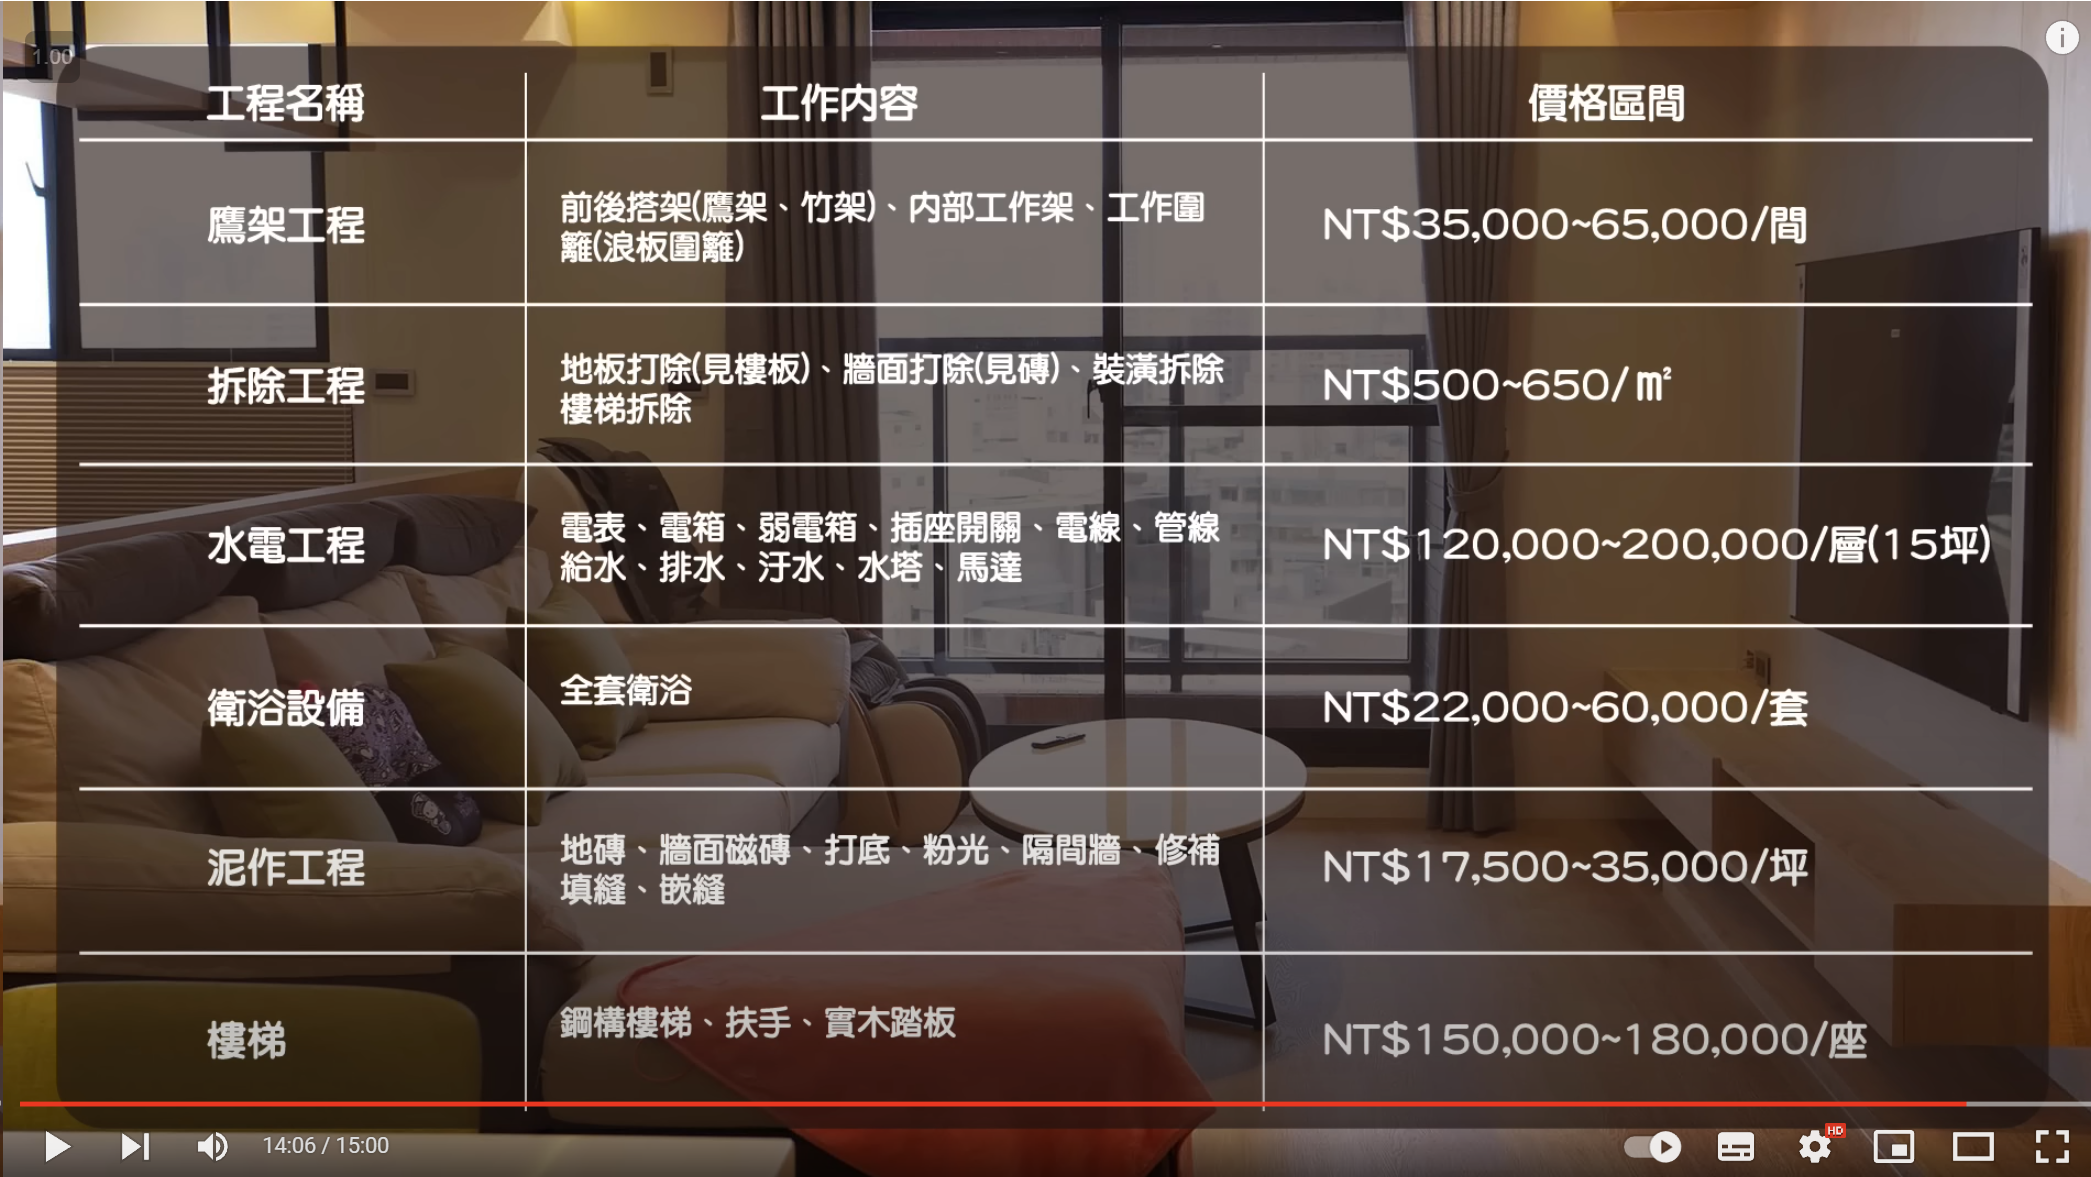 1.00
工程名稱
工作內容
價格區間
鷹架工程
前後搭架(鷹架、竹架)、內部工作架、工作圍
籬(浪板圍籬)
NT$35,000~65,000/間
拆除工程
地板打除(見樓板)、牆面打除(見磚)、裝潢拆除
樓梯拆除
NT$500~650/㎡
水電工程
電表、電箱、弱電箱、插座開關、電線、管線
給水、排水、汙水、水塔、馬達
NT$120,000~200,000/層(15坪)
衛浴設備
全套衛浴
NT$22,000~60,000/套
泥作工程
地磚、牆面磁磚、打底、粉光、隔間牆、修補
填縫、嵌縫
NT$17,500~35,000/坪
樓梯
鋼構樓梯、扶手、實木踏板
NT$150,000~180,000/座
14:06 / 15:00
HD